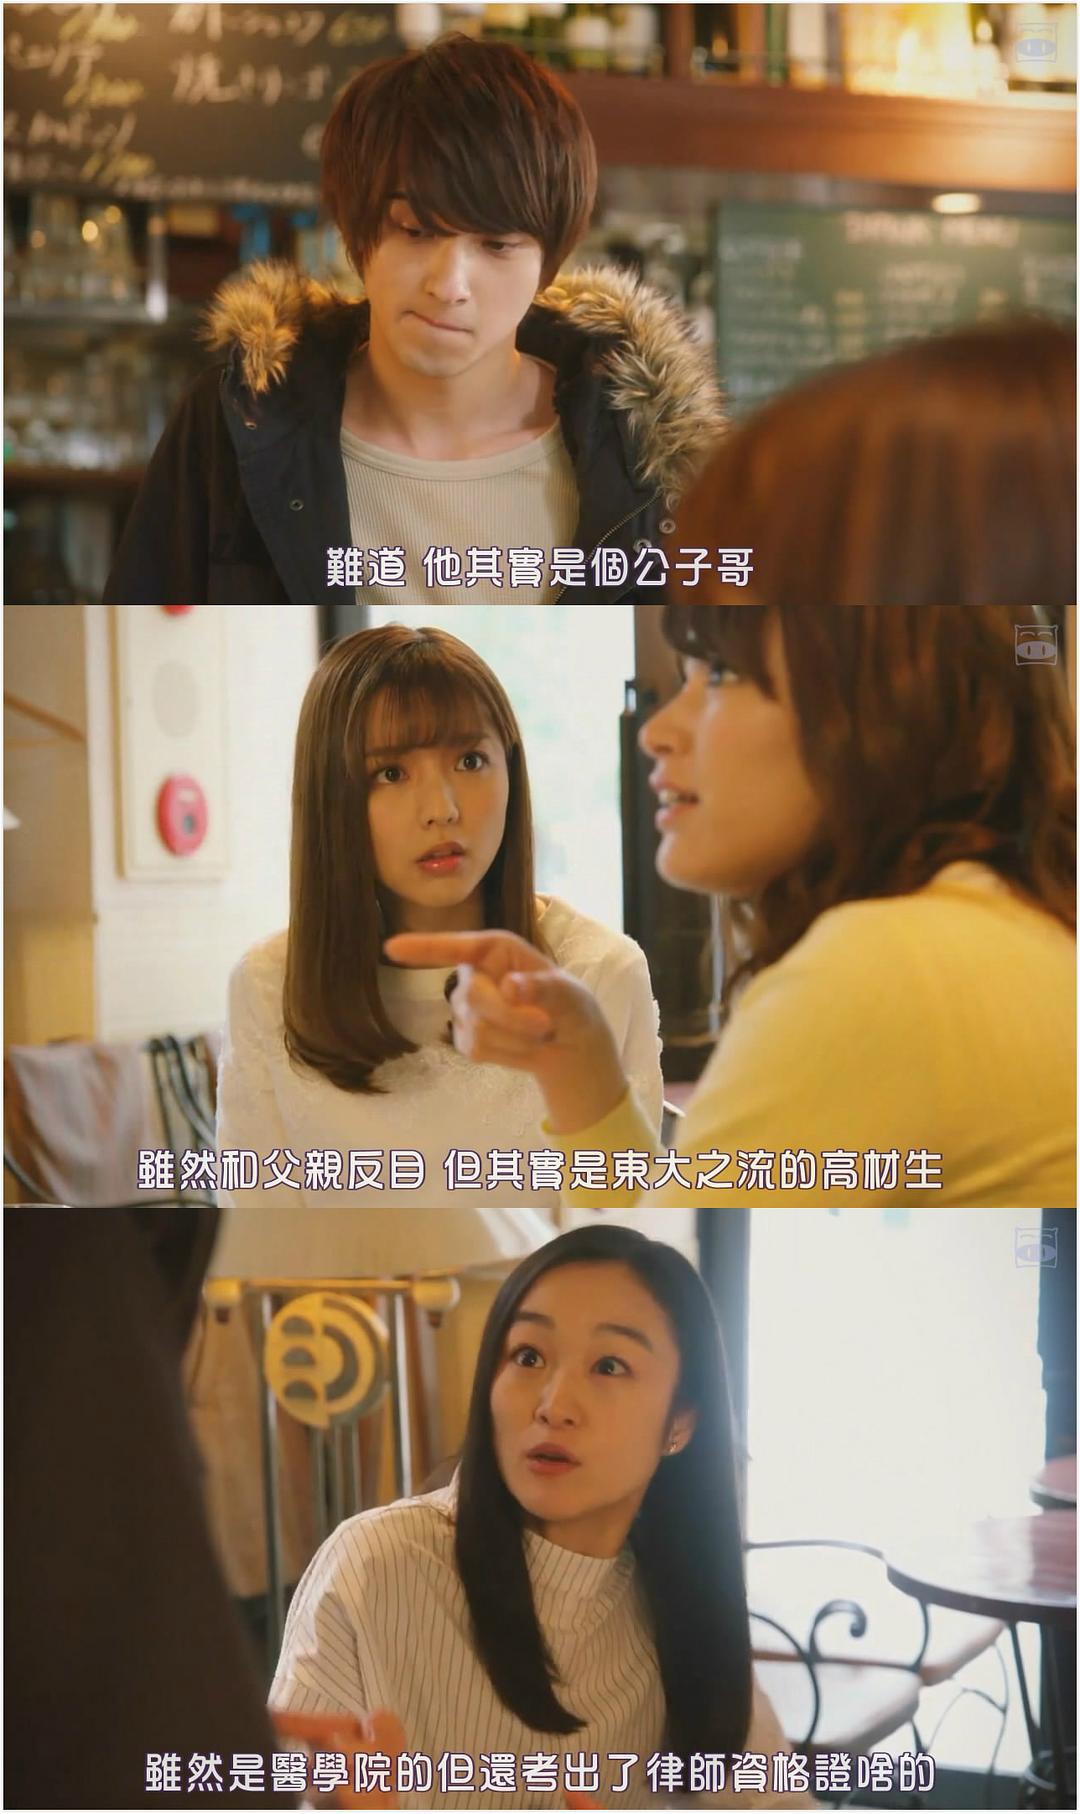 難道 他其實是個公子哥
雖然和父親反目 但其實是東大之流的高材生
雖然是醫學院的但還考出了律師資格證啥的